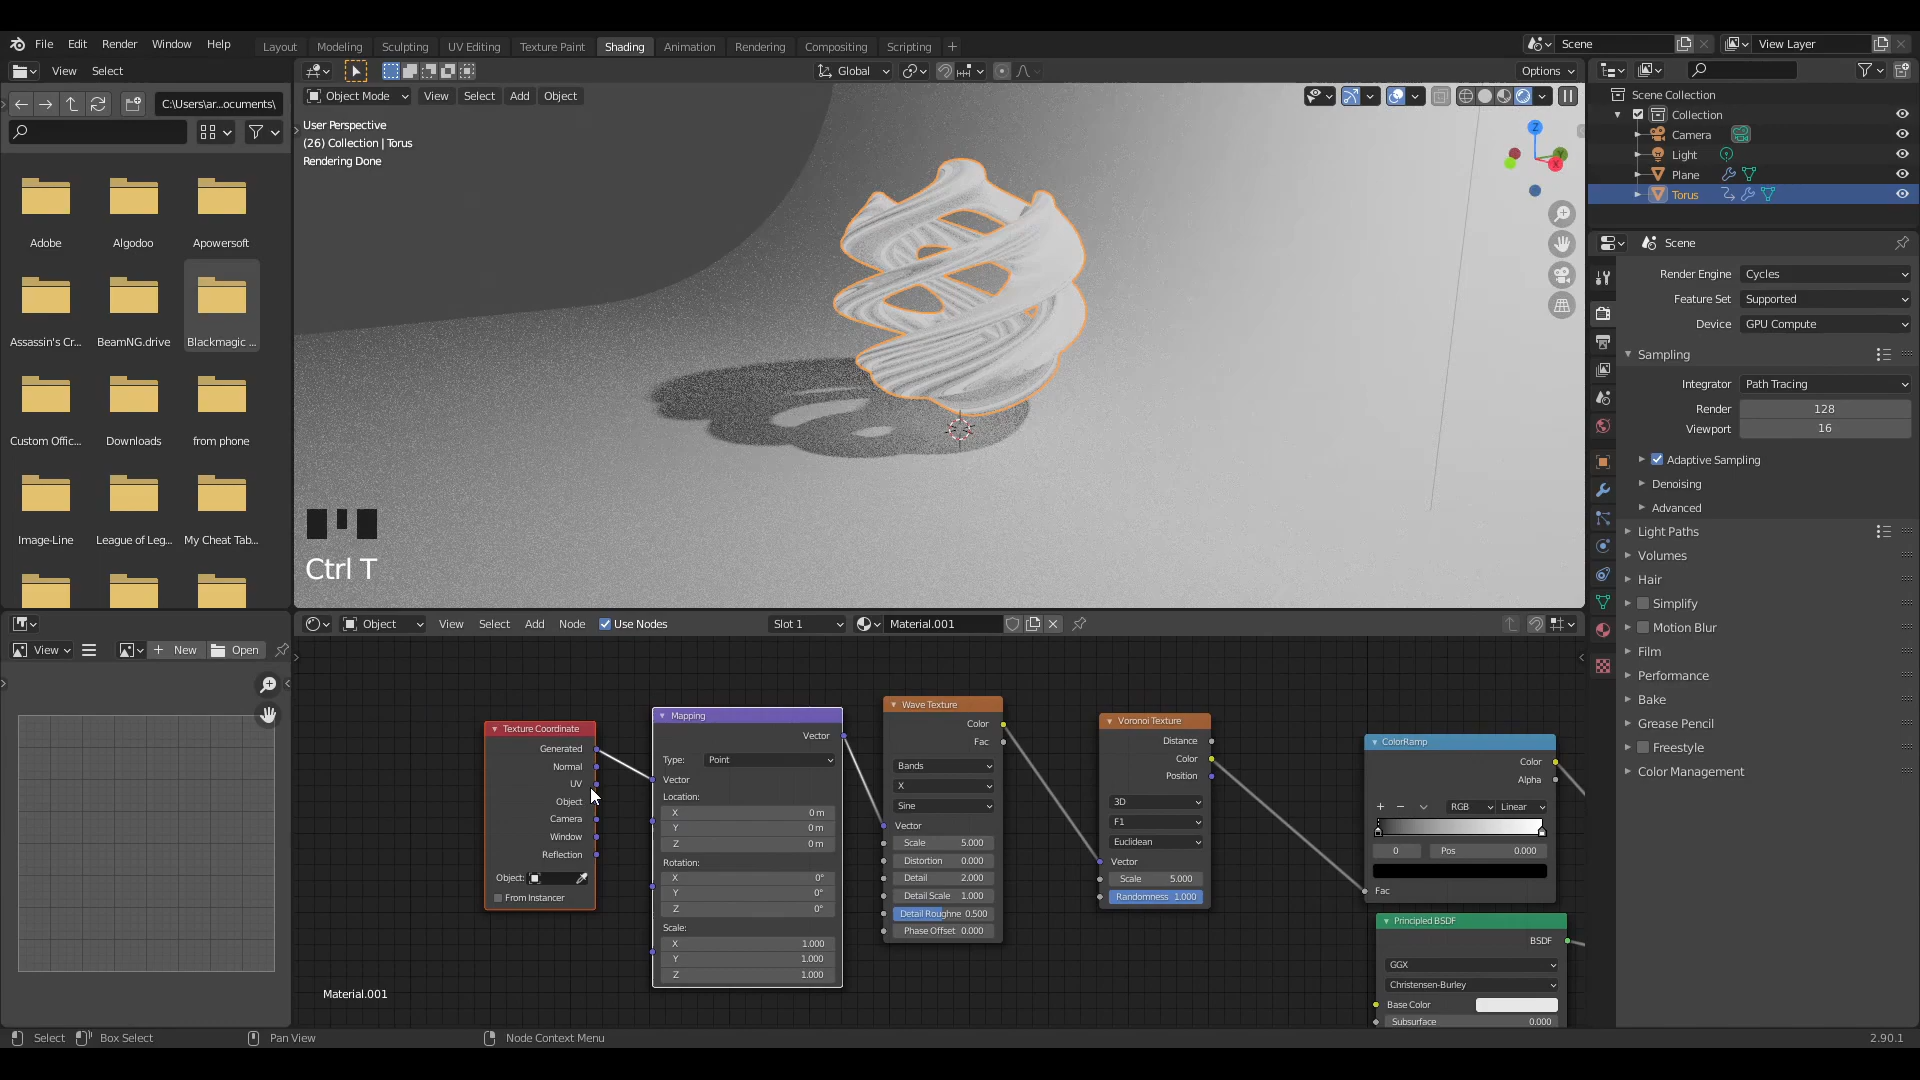 File Edit Render Window Help
Layout Modeling Sculpting UV Editing Texture Paint Shading Animation Rendering Compositing Scripting
Scene
View Layer
View Select
Global
Options
C:\Users\ar...ocuments\
Object Mode View Select Add Object
User Perspective
(26) Collection | Torus
Rendering Done
Adobe
Algodoo
Apowersoft
Assassin's Cr...
BeamNG.drive
Blackmagic ...
Custom Offic...
Downloads
from phone
Image-Line
League of Leg...
My Cheat Tab...
Ctrl T
Z
Y
X
Scene Collection
Collection
Camera
Light
Plane
Torus
Scene
Render Engine Cycles
Feature Set Supported
Device GPU Compute
Sampling
Integrator Path Tracing
Render 128
Viewport 16
Adaptive Sampling
Denoising
Advanced
Light Paths
Volumes
Hair
Simplify
Motion Blur
Film
Performance
Bake
Grease Pencil
Freestyle
Color Management
View New Open
Object View Select Add Node Use Nodes Slot 1 Material.001
Texture Coordinate
Generated
Normal
UV
Object
Camera
Window
Reflection
Object:
From Instancer
Mapping
Vector
Type: Point
Vector
Location:
X 0 m
Y 0 m
Z 0 m
Rotation:
X 0°
Y 0°
Z 0°
Scale:
X 1.000
Y 1.000
Z 1.000
Wave Texture
Color
Fac
Bands
X
Sine
Vector
Scale 5.000
Distortion 0.000
Detail 2.000
Detail Scale 1.000
Detail Roughne 0.500
Phase Offset 0.000
Voronoi Texture
Distance
Color
Position
3D
F1
Euclidean
Vector
Scale 5.000
Randomness 1.000
ColorRamp
Color
Alpha
RGB Linear
0 Pos 0.000
Fac
Principled BSDF
BSDF
GGX
Christensen-Burley
Base Color
Subsurface 0.000
Material.001
Select Box Select Pan View Node Context Menu 2.90.1